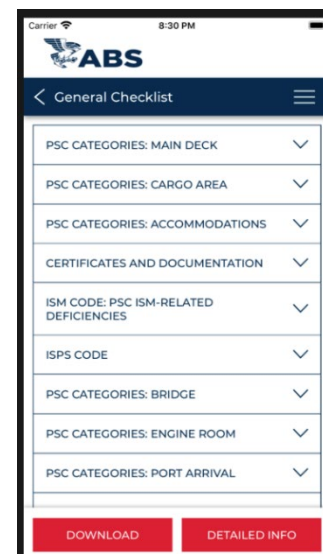 Carrier 8:30 PM
ABS
General Checklist
PSC CATEGORIES: MAIN DECK
PSC CATEGORIES: CARGO AREA
PSC CATEGORIES: ACCOMMODATIONS
CERTIFICATES AND DOCUMENTATION
ISM CODE: PSC ISM-RELATED
DEFICIENCIES
ISPS CODE
PSC CATEGORIES: BRIDGE
PSC CATEGORIES: ENGINE ROOM
PSC CATEGORIES: PORT ARRIVAL
DOWNLOAD DETAILED INFO